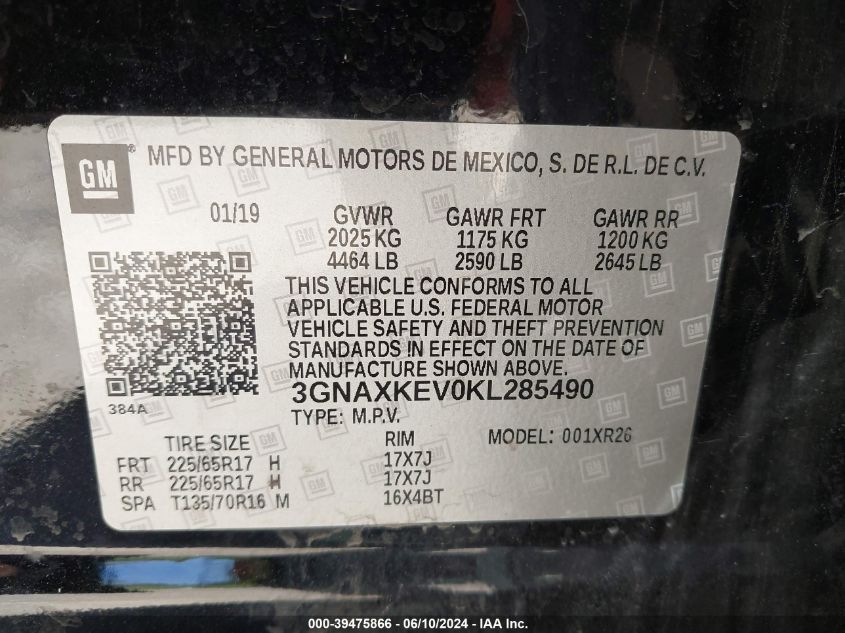 GM ® MFD BY GENERAL MOTORS DE MEXICO, S. DE R.L. DE C.V.
01/19 GVWR GAWR FRT GAWR RR
2025 KG 1175 KG 1200 KG
4464 LB 2590 LB 2645 LB
THIS VEHICLE CONFORMS TO ALL
APPLICABLE U.S. FEDERAL MOTOR
VEHICLE SAFETY AND THEFT PREVENTION
STANDARDS IN EFFECT ON THE DATE OF
MANUFACTURE SHOWN ABOVE.
384A 3GNAXKEV0KL285490
TYPE: M.P.V.
TIRE SIZE RIM MODEL: 001XR26
FRT 225/65R17 H 17X7J
RR 225/65R17 H 17X7J
SPA T135/70R16 M 16X4BT
000-39475866 - 06/10/2024 - IAA Inc.